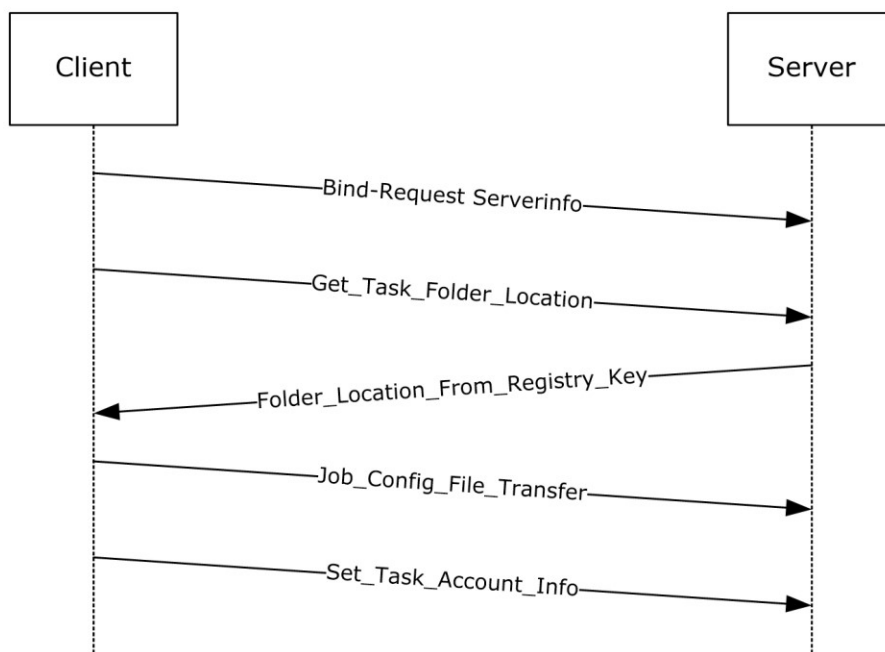 Client
Server
Bind-Request Serverinfo
Get_Task_Folder_Location
Folder_Location_From_Registry_Key
Job_Config_File_Transfer
Set_Task_Account_Info